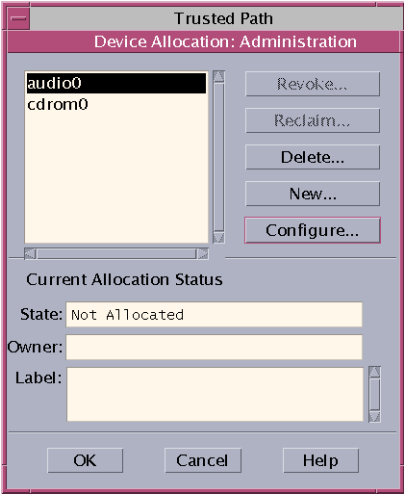 Trusted Path
Device Allocation: Administration
audio0
cdrom0
Revoke...
Reclaim...
Delete...
New...
Configure...
Current Allocation Status
State: Not Allocated
Owner:
Label:
OK Cancel Help